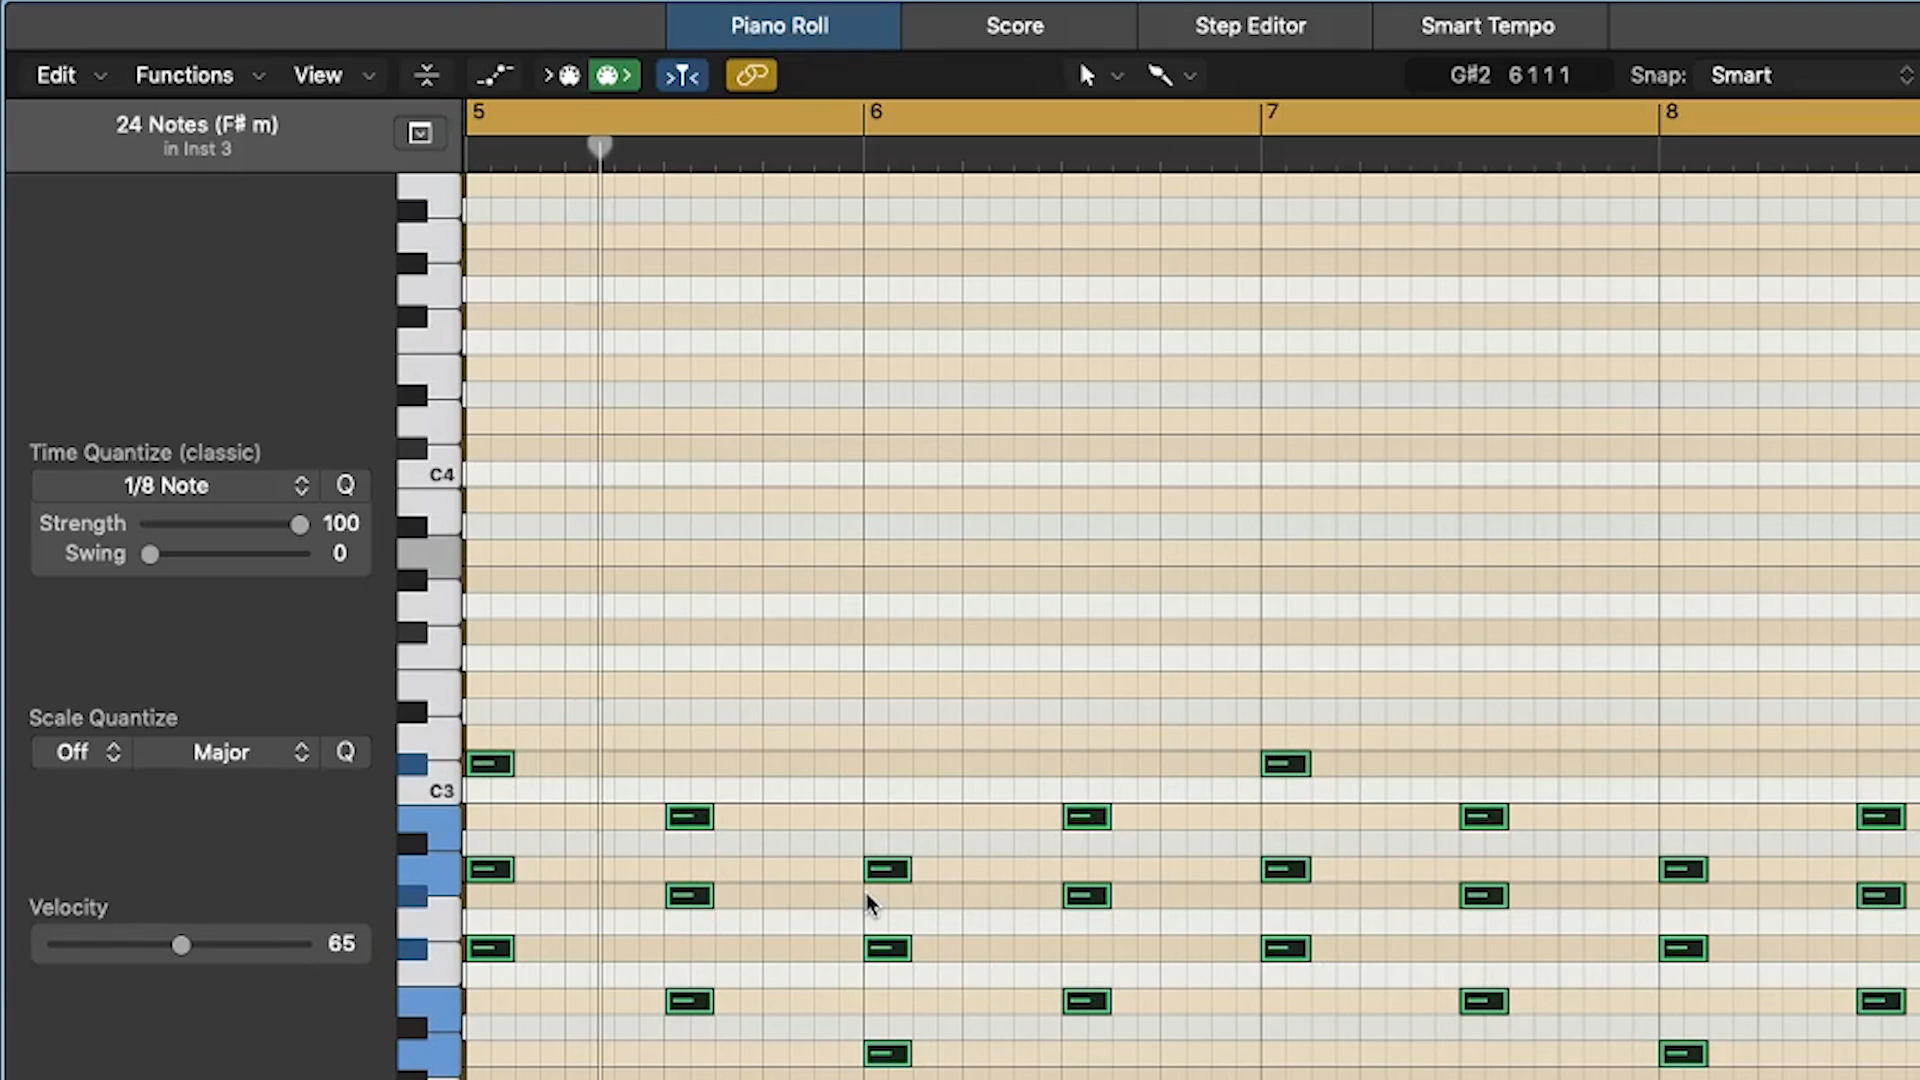 Piano Roll Score Step Editor Smart Tempo
Edit Functions View G#2 6 1 1 1 Snap: Smart
24 Notes (F# m)
in Inst 3
5 6 7 8
Time Quantize (classic)
1/8 Note Q
Strength 100
Swing 0
C4
Scale Quantize
Off Major Q
C3
Velocity
65